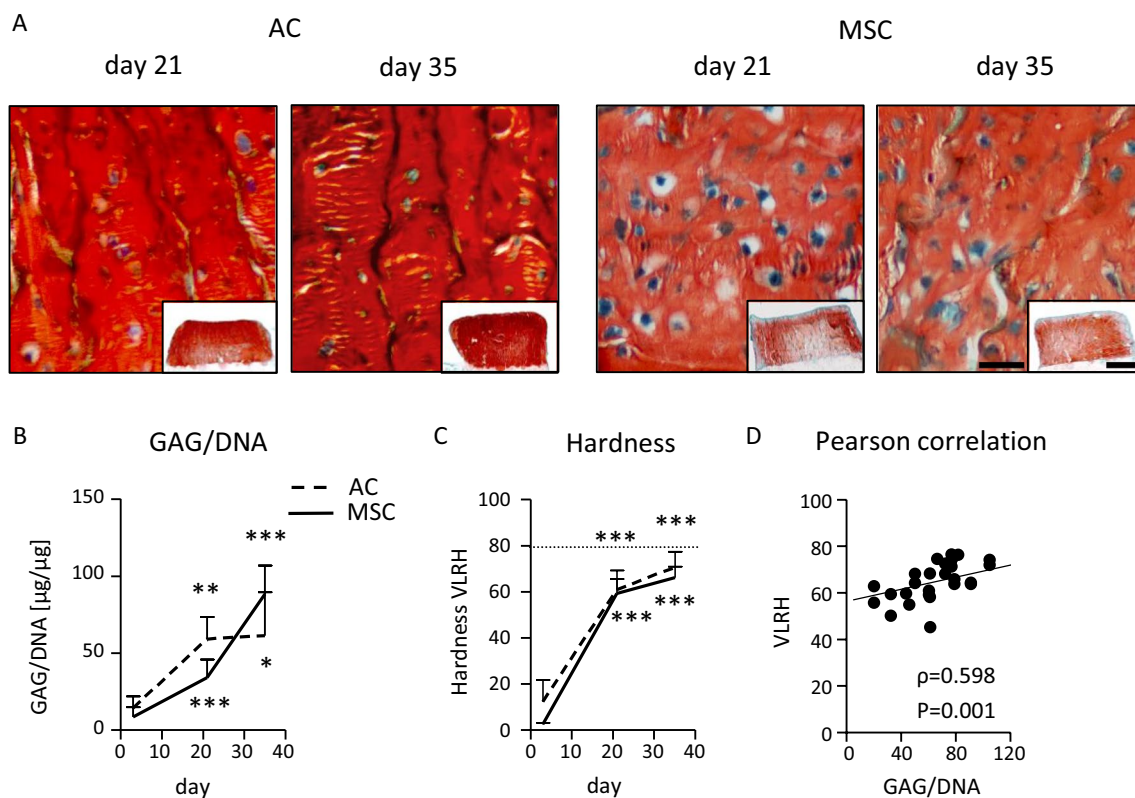 A
AC
MSC
day 21
day 35
day 21
day 35
B
GAG/DNA
AC
MSC
GAG/DNA [µg/µg]
150
100
50
0
***
**
*
***
0 10 20 30 40
day
C
Hardness
Hardness VLRH
100
80
60
40
20
0
***
***
***
***
0 10 20 30 40
day
D
Pearson correlation
VLRH
100
80
60
40
20
0
ρ=0.598
P=0.001
0 40 80 120
GAG/DNA